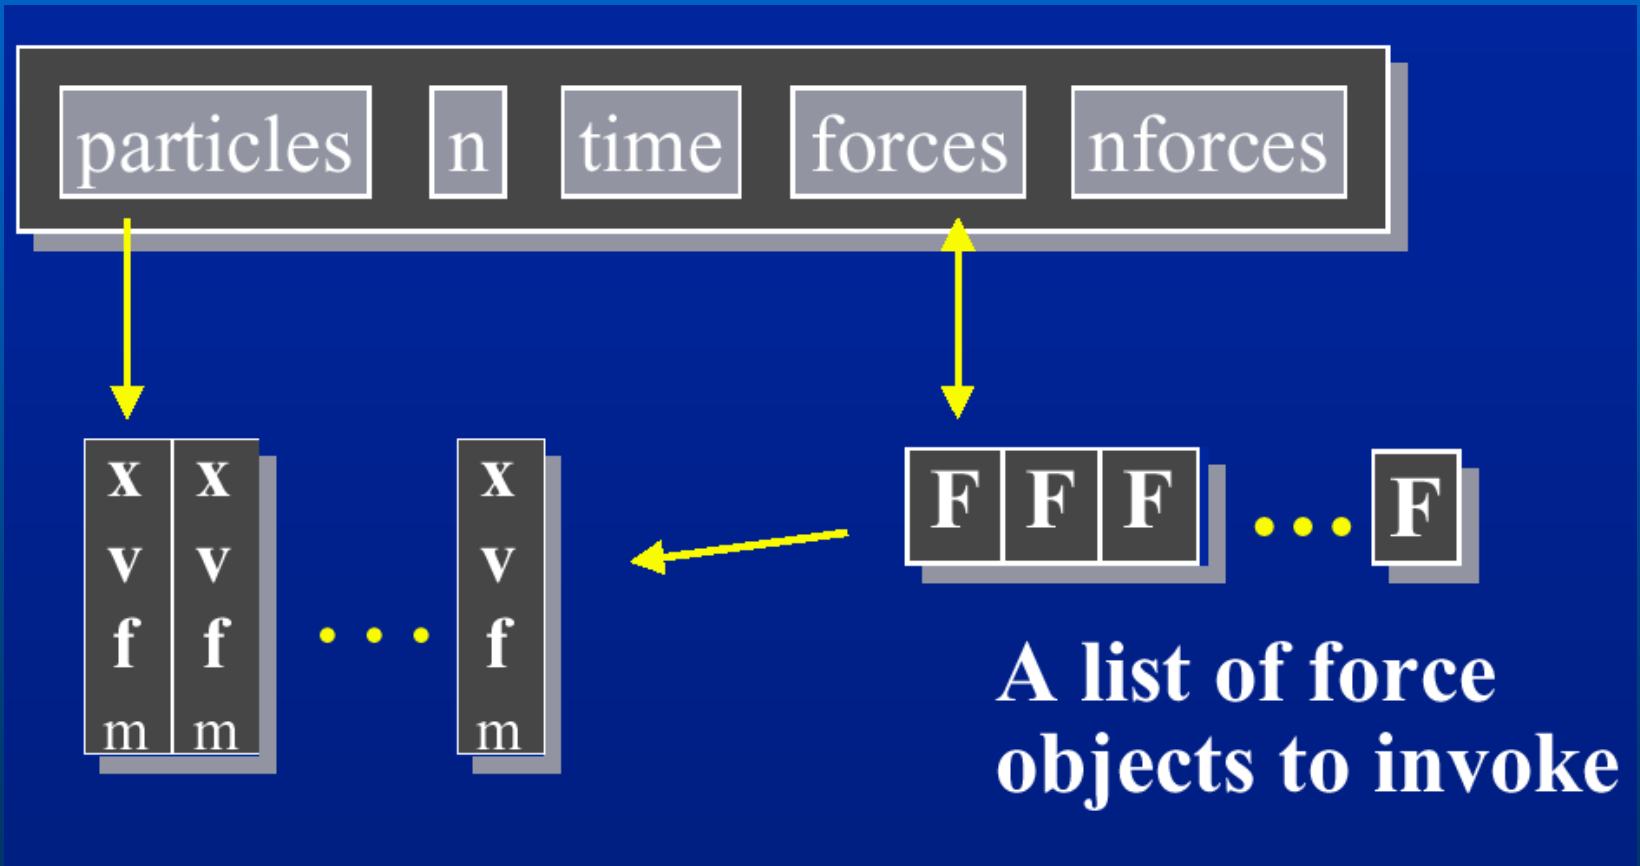 particles n time forces nforces
x x x
v v v
f f f
m m m
F F F F
A list of force
objects to invoke